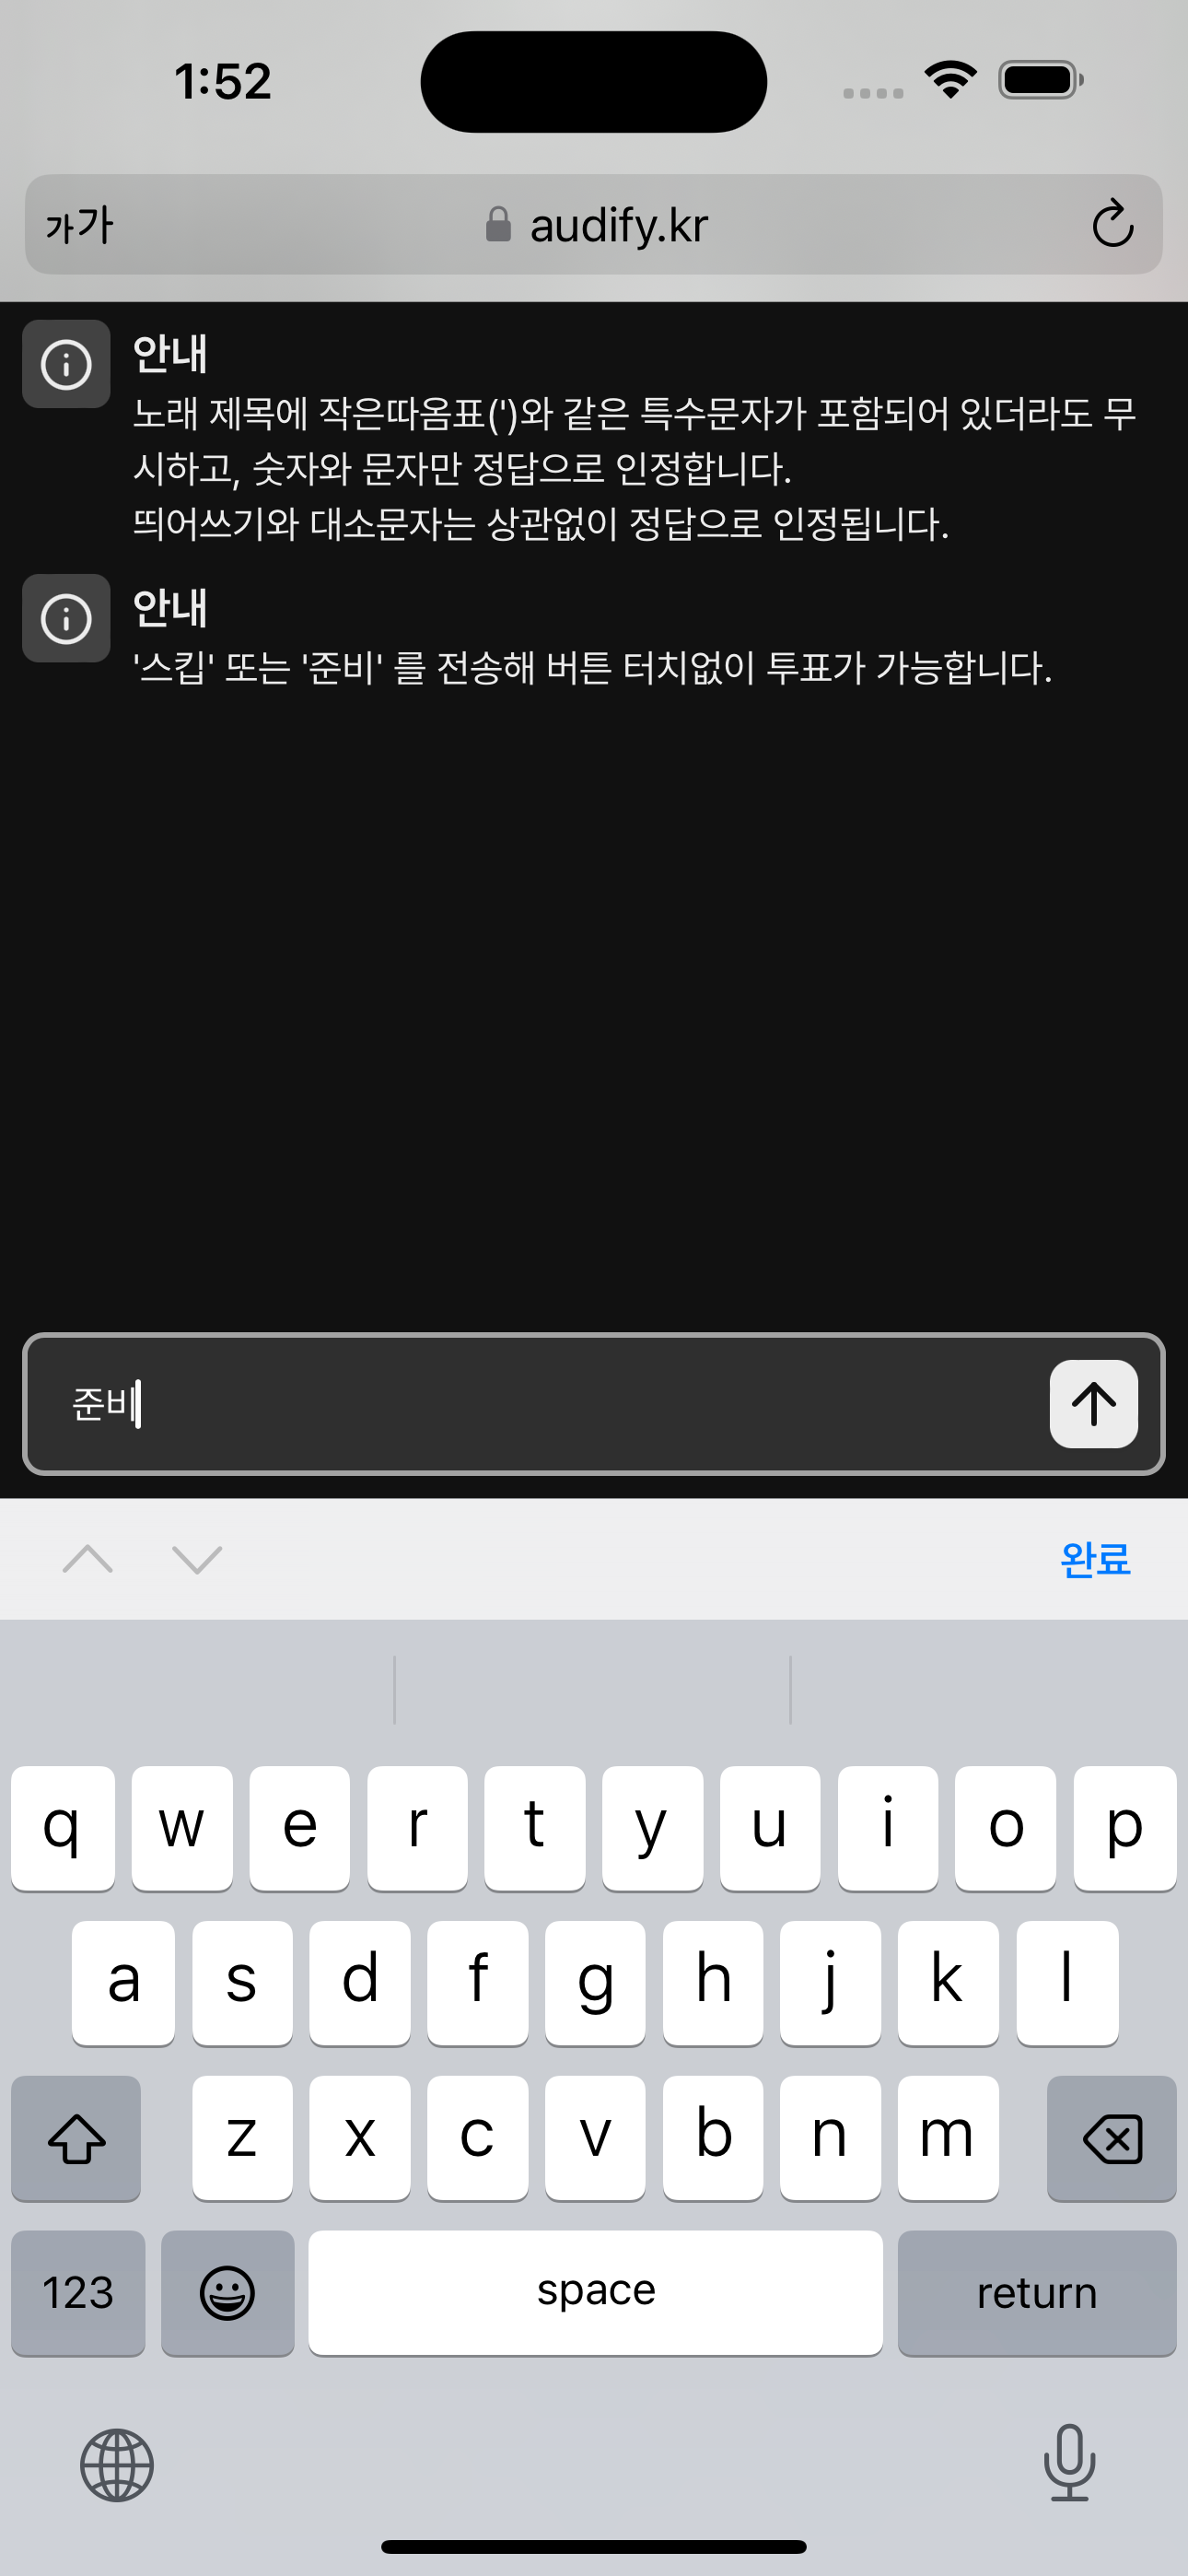 1:52
가가 audify.kr
안내
노래 제목에 작은따옴표(')와 같은 특수문자가 포함되어 있더라도 무
시하고, 숫자와 문자만 정답으로 인정합니다.
띄어쓰기와 대소문자는 상관없이 정답으로 인정됩니다.
안내
'스킵' 또는 '준비' 를 전송해 버튼 터치없이 투표가 가능합니다.
준비
완료
q w e r t y u i o p
a s d f g h j k l
z x c v b n m
123 space return